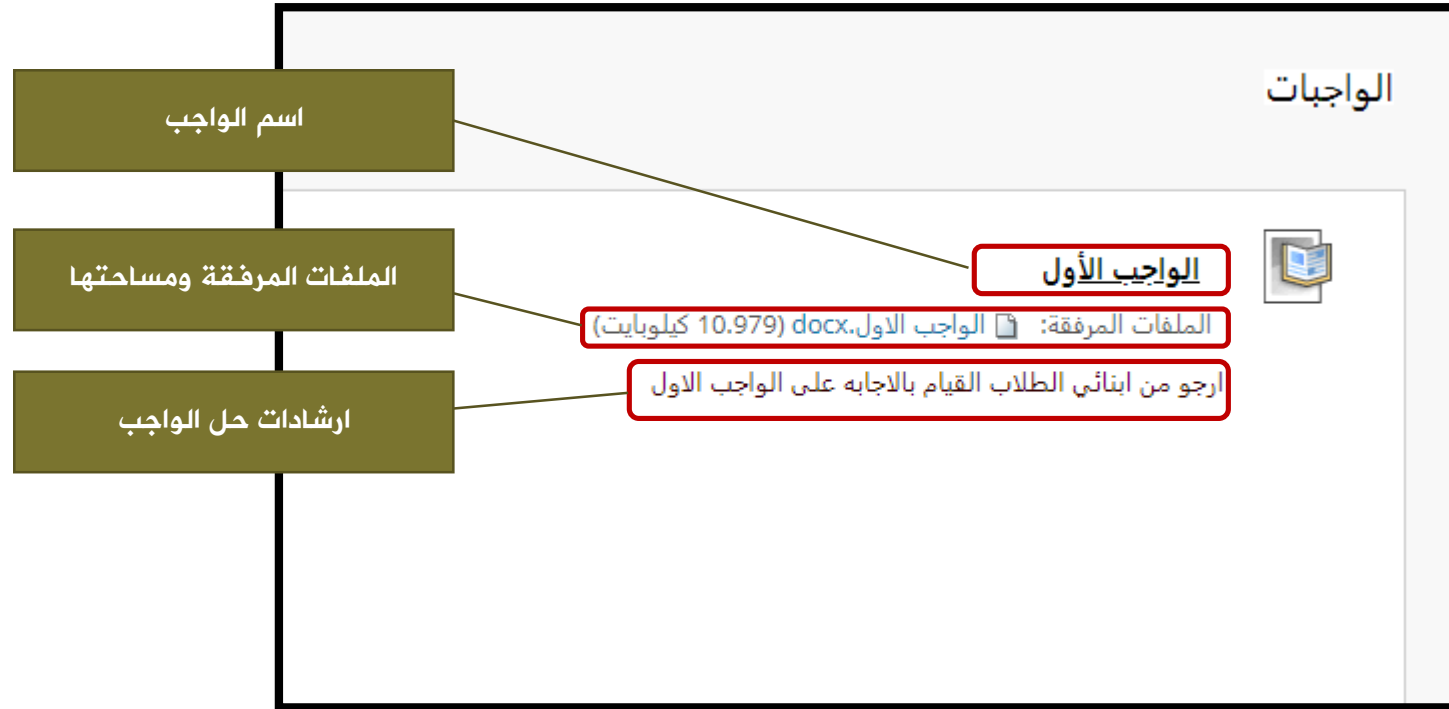 الواجبات
اسم الواجب
الواجب الأول
الملفات المرفقة ومساحتها
الملفات المرفقة: الواجب الاول.docx (10.979 كيلوبايت)
ارشادات حل الواجب
ارجو من ابنائي الطلاب القيام بالاجابه على الواجب الاول